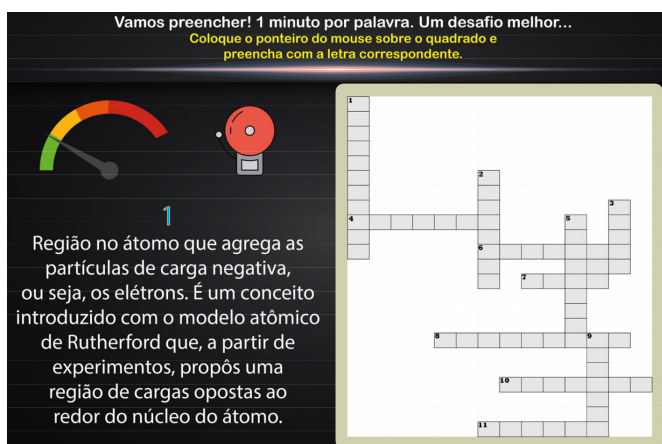 Vamos preencher! 1 minuto por palavra. Um desafio melhor...
Coloque o ponteiro do mouse sobre o quadrado e
preencha com a letra correspondente.
1
Região no átomo que agrega as
partículas de carga negativa,
ou seja, os elétrons. É um conceito
introduzido com o modelo atômico
de Rutherford que, a partir de
experimentos, propôs uma
região de cargas opostas ao
redor do núcleo do átomo.
1
2
3
4
5
6
7
8
9
10
11